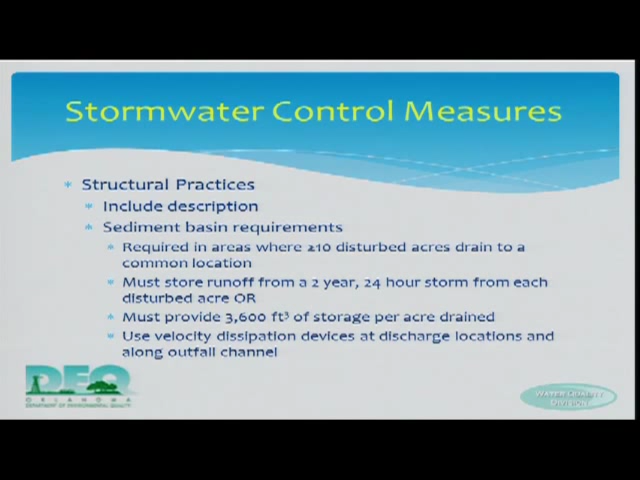 Stormwater Control Measures
Structural Practices
Include description
Sediment basin requirements
Required in areas where ≥10 disturbed acres drain to a
common location
Must store runoff from a 2 year, 24 hour storm from each
disturbed acre OR
Must provide 3,600 ft³ of storage per acre drained
Use velocity dissipation devices at discharge locations and
along outfall channel
DEQ
OKLAHOMA
DEPARTMENT OF ENVIRONMENTAL QUALITY
WATER QUALITY
DIVISION